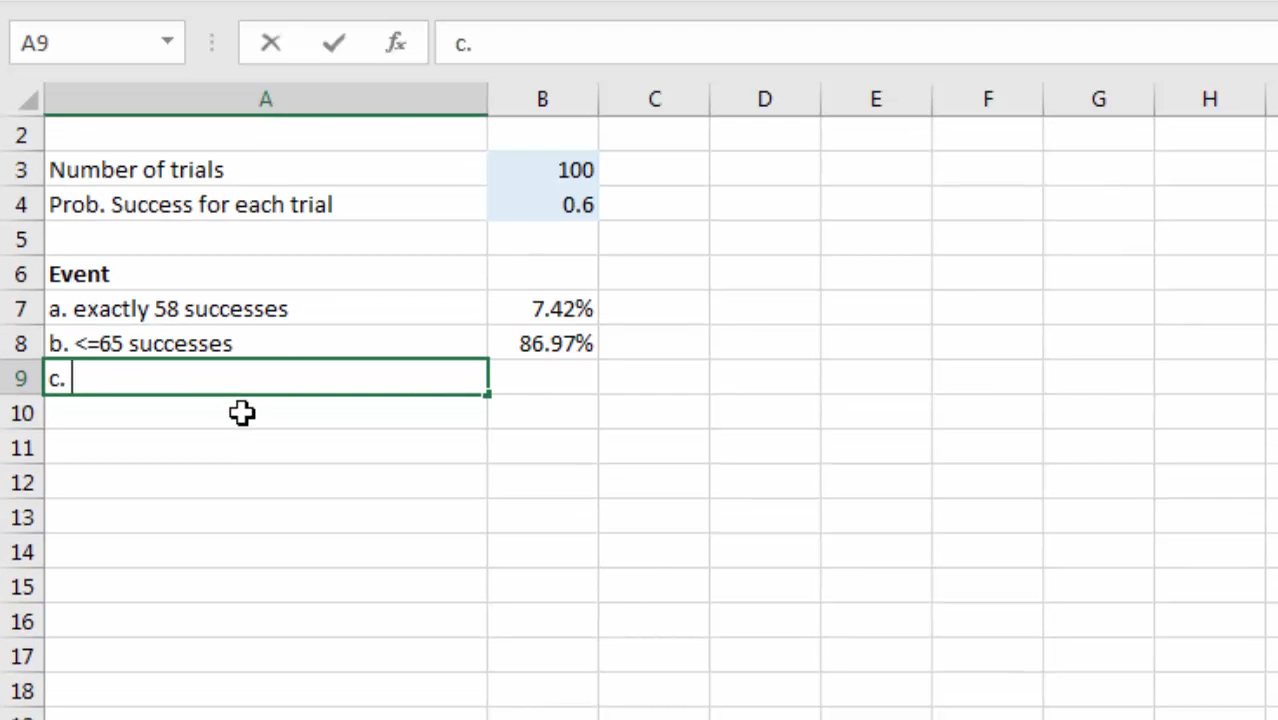 A9 fx c.
A B C D E F G H
2
3 Number of trials 100
4 Prob. Success for each trial 0.6
5
6 Event
7 a. exactly 58 successes 7.42%
8 b. <=65 successes 86.97%
9 c.
10
11
12
13
14
15
16
17
18